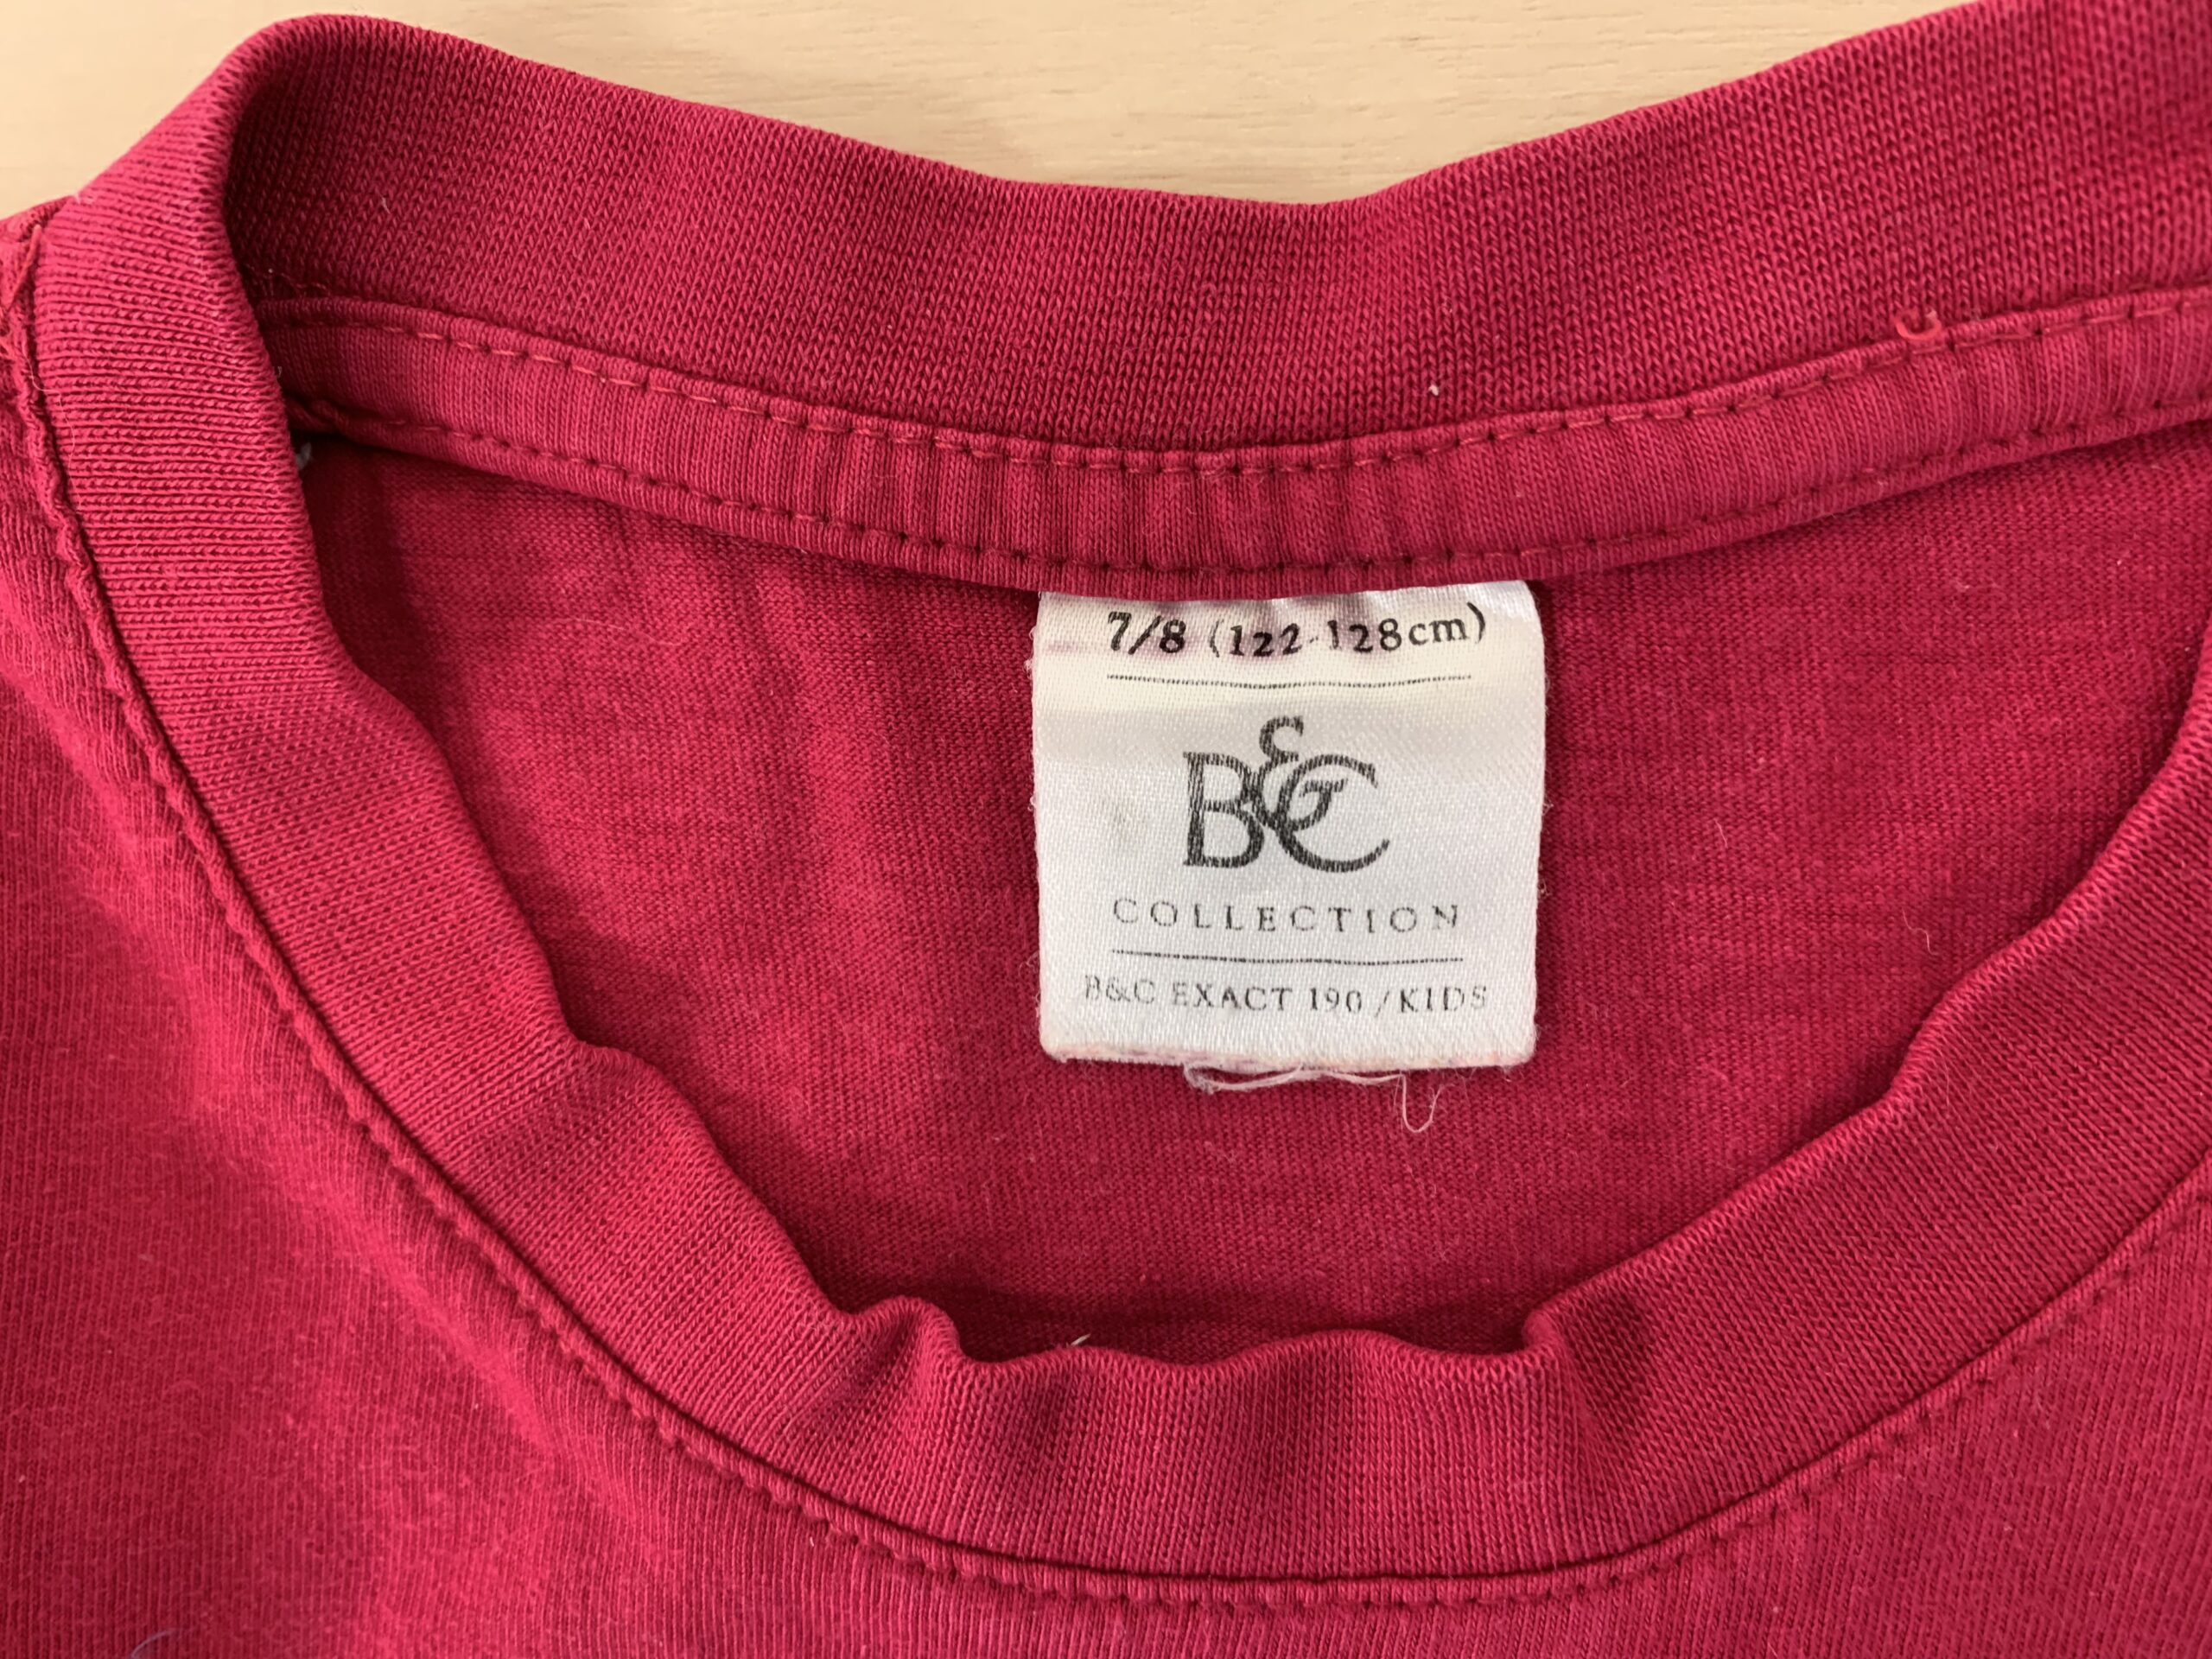 7/8 (122-128cm)
B&C
COLLECTION
B&C EXACT 190 / KIDS